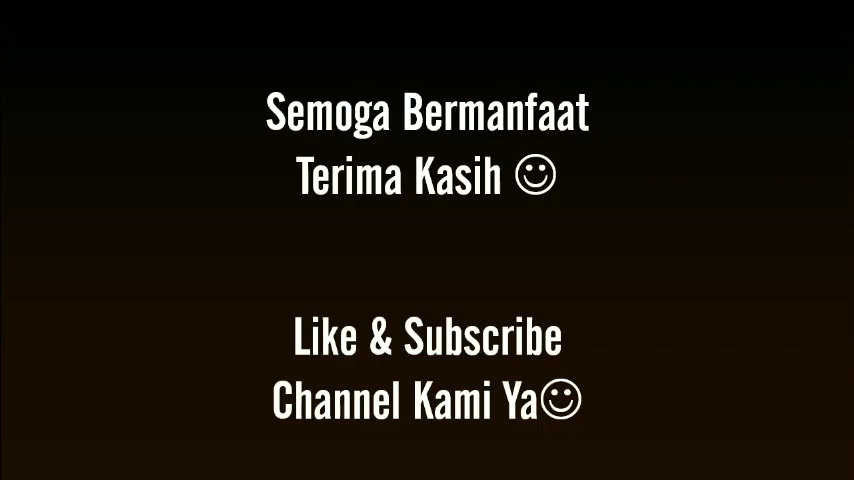 Semoga Bermanfaat
Terima Kasih ☺
Like & Subscribe
Channel Kami Ya☺